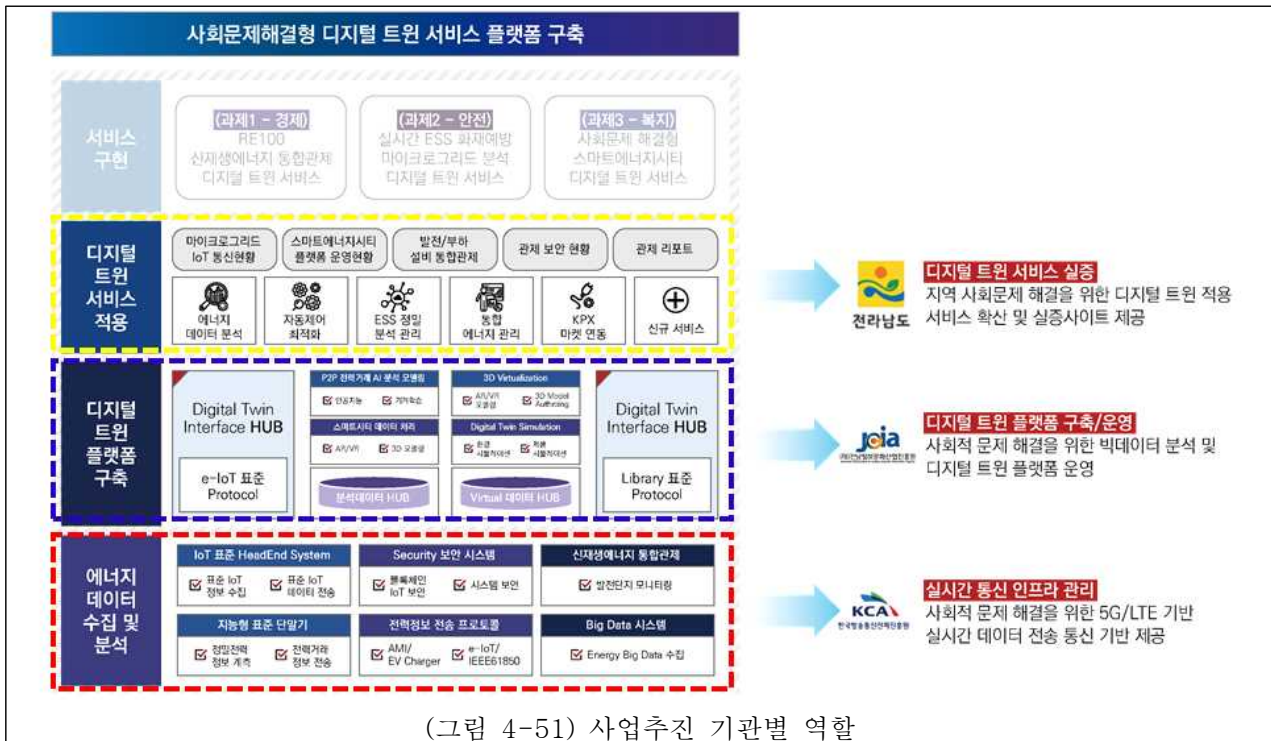 사회문제해결형 디지털 트윈 서비스 플랫폼 구축
서비스
구현
(과제1 - 경제)
RE100
신재생에너지 통합관제
디지털 트윈 서비스
(과제2 - 안전)
실시간 ESS 화재예방
마이크로그리드 분석
디지털 트윈 서비스
(과제3 - 복지)
사회문제 해결형
스마트에너지시티
디지털 트윈 서비스
디지털
트윈
서비스
적용
마이크로그리드
IoT 통신현황
스마트에너지시티
플랫폼 운영현황
발전/부하
설비 통합관제
관제 보안 현황
관제 리포트
에너지
데이터 분석
자동제어
최적화
ESS 정밀
분석 관리
통합
에너지 관리
KPX
마켓 연동
신규 서비스
전라남도
디지털 트윈 서비스 실증
지역 사회문제 해결을 위한 디지털 트윈 적용
서비스 확산 및 실증사이트 제공
디지털
트윈
플랫폼
구축
Digital Twin
Interface HUB
e-IoT 표준
Protocol
P2P 전력거래 AI 분석 모델링
인공지능
기계학습
스마트시티 데이터 처리
AR/VR
3D 모델링
분석데이터 HUB
3D Virtualization
AR/VR
모델링
3D Model
Authoring
Digital Twin Simulation
환경
시뮬레이션
시뮬레이션
Virtual 데이터 HUB
Digital Twin
Interface HUB
Library 표준
Protocol
jcia
디지털 트윈 플랫폼 구축/운영
사회적 문제 해결을 위한 빅데이터 분석 및
디지털 트윈 플랫폼 운영
에너지
데이터
수집 및
분석
IoT 표준 HeadEnd System
표준 IoT
정보 수집
표준 IoT
데이터 전송
Security 보안 시스템
블록체인
IoT 보안
시스템 보안
신재생에너지 통합관제
발전단지 모니터링
지능형 표준 단말기
정밀전력
정보 계측
전력거래
정보 전송
전력정보 전송 프로토콜
AMI/
EV Charger
e-IoT/
IEEE61850
Big Data 시스템
Energy Big Data 수집
KCA
한국방송통신전파진흥원
실시간 통신 인프라 관리
사회적 문제 해결을 위한 5G/LTE 기반
실시간 데이터 전송 통신 기반 제공
(그림 4-51) 사업추진 기관별 역할